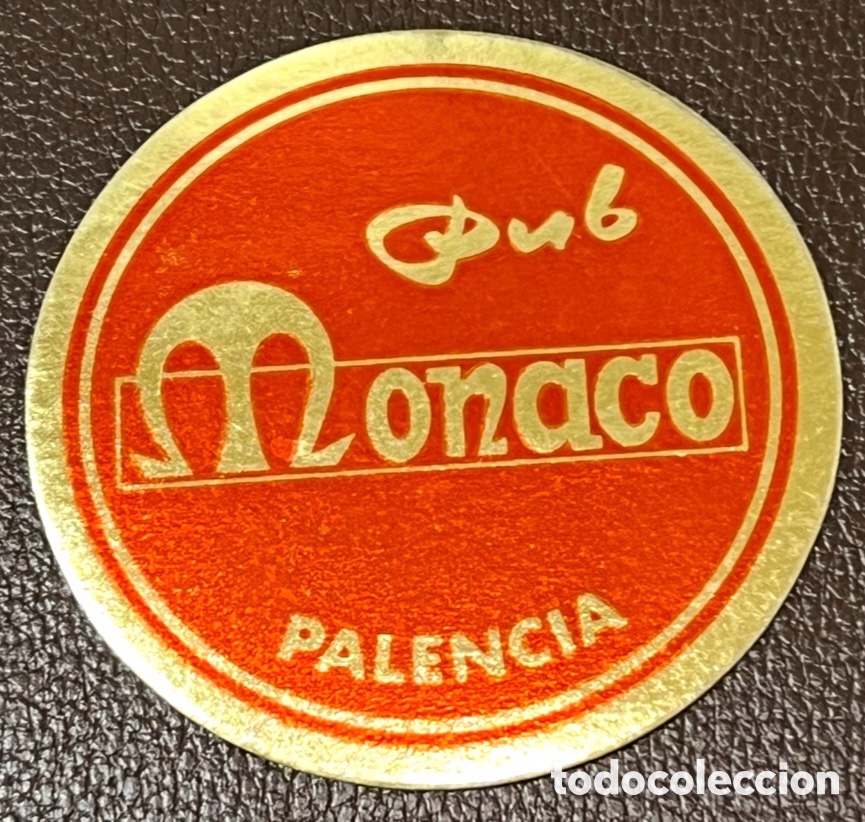 Pub
Monaco
PALENCIA
todocoleccion